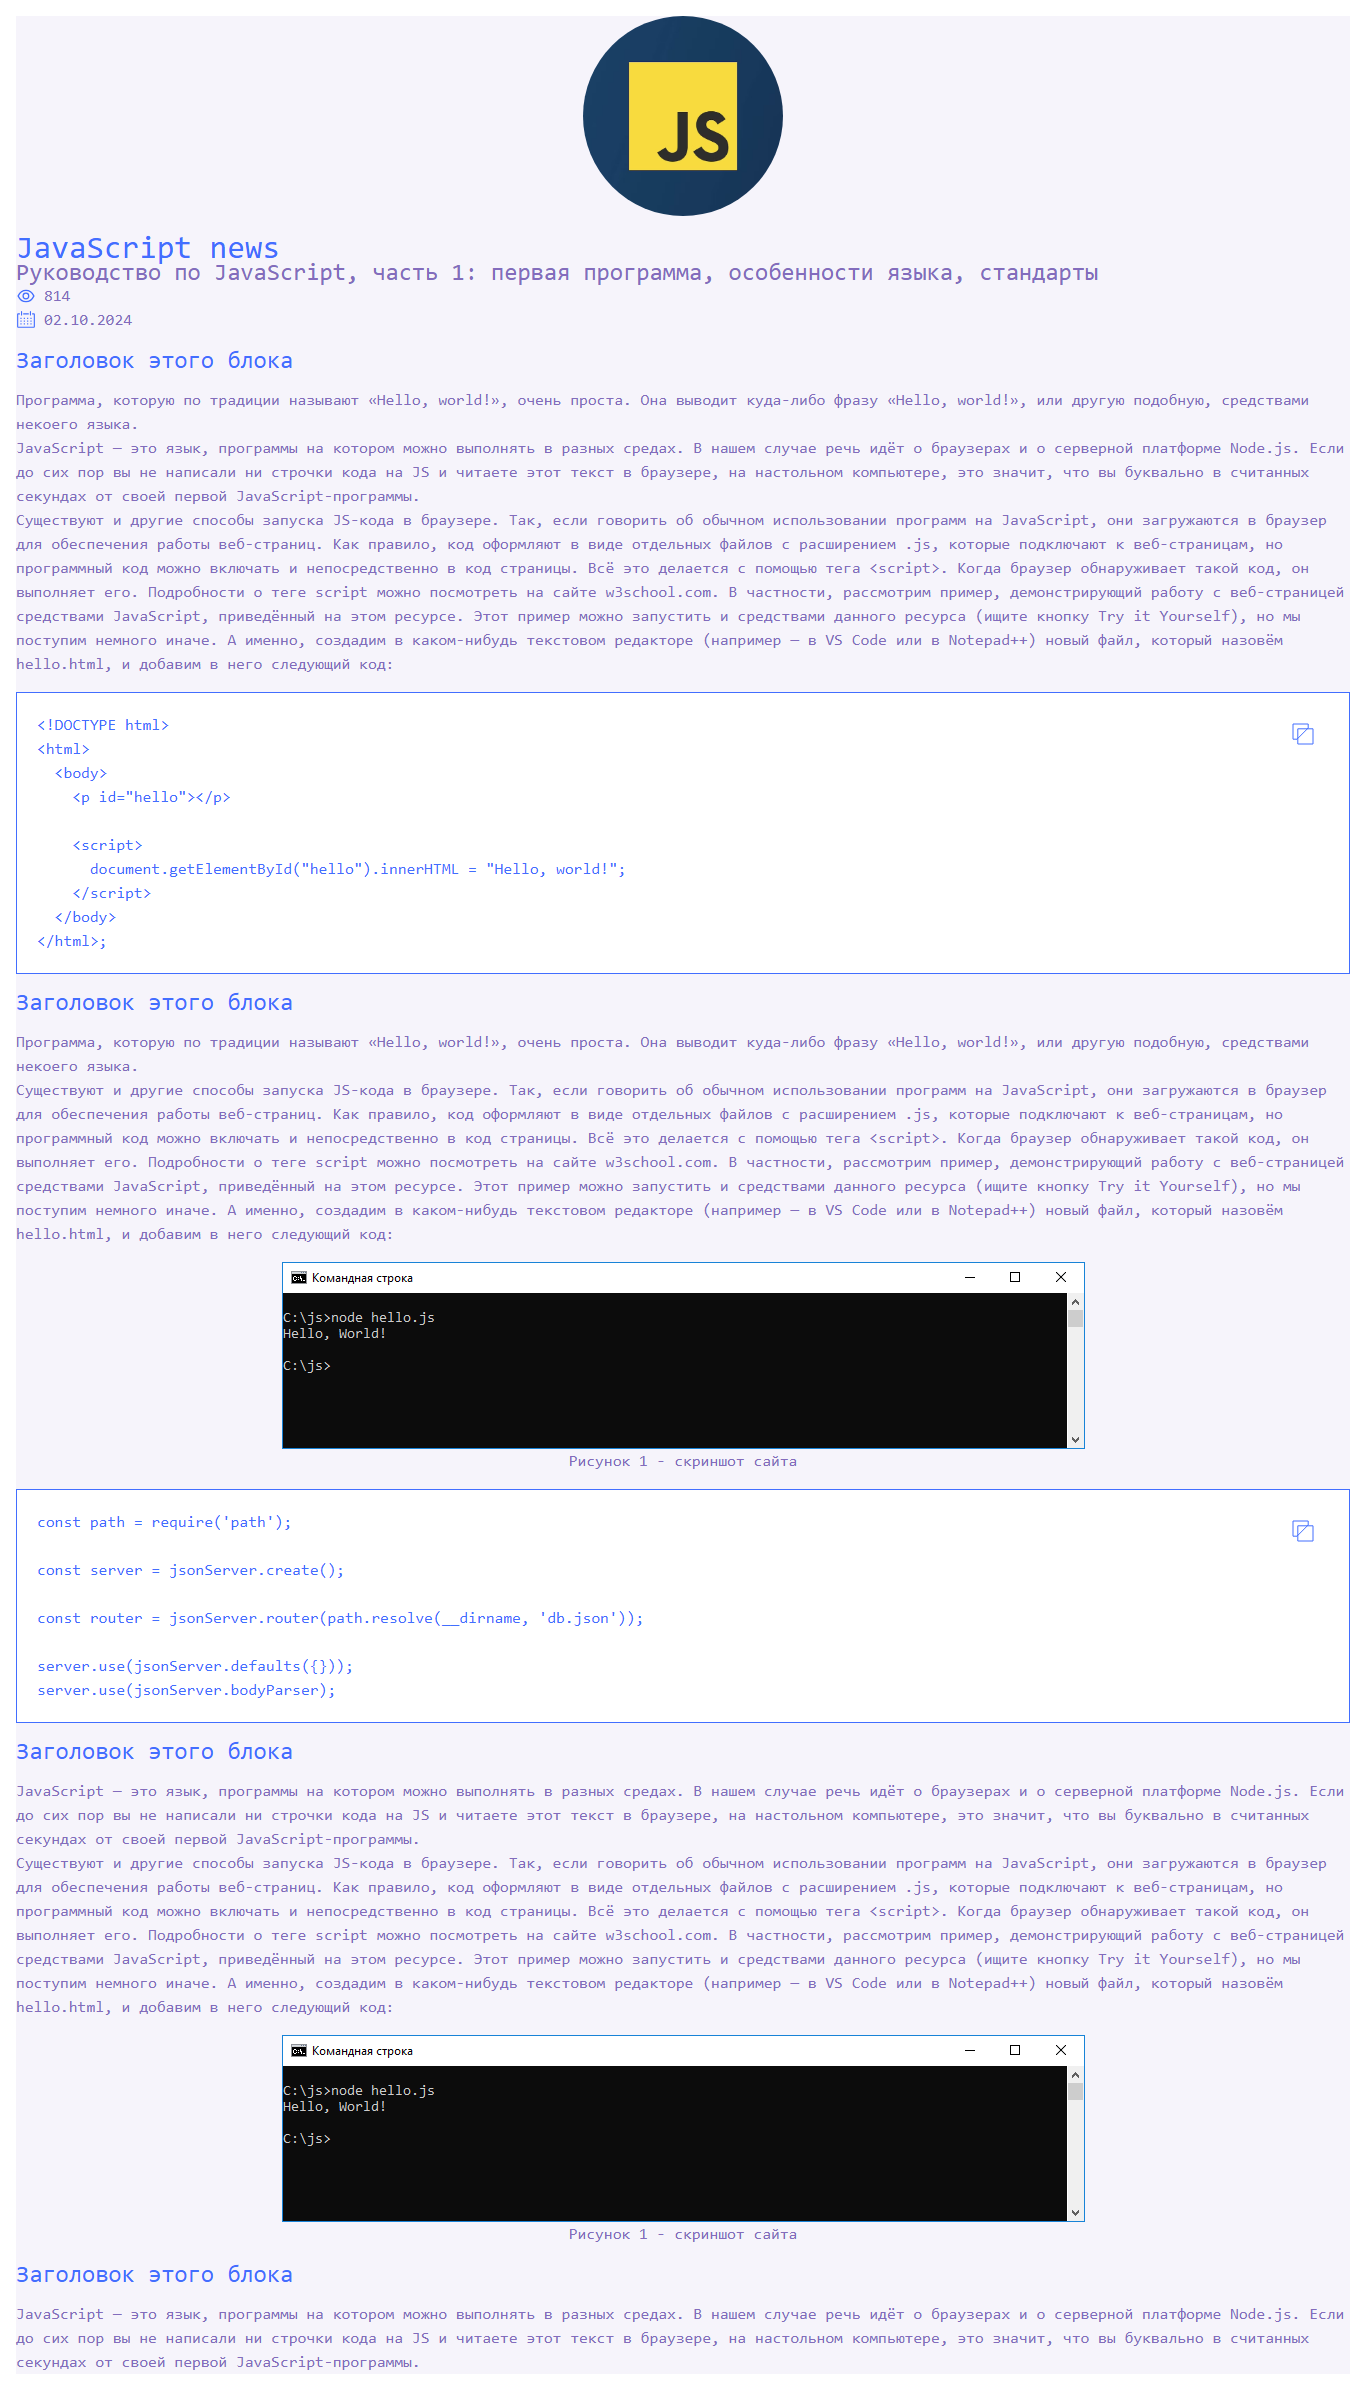 JS
JavaScript news
Руководство по JavaScript, часть 1: первая программа, особенности языка, стандарты
814
02.10.2024
Заголовок этого блока
Программа, которую по традиции называют «Hello, world!», очень проста. Она выводит куда-либо фразу «Hello, world!», или другую подобную, средствами
некоего языка.
JavaScript — это язык, программы на котором можно выполнять в разных средах. В нашем случае речь идёт о браузерах и о серверной платформе Node.js. Если
до сих пор вы не написали ни строчки кода на JS и читаете этот текст в браузере, на настольном компьютере, это значит, что вы буквально в считанных
секундах от своей первой JavaScript-программы.
Существуют и другие способы запуска JS-кода в браузере. Так, если говорить об обычном использовании программ на JavaScript, они загружаются в браузер
для обеспечения работы веб-страниц. Как правило, код оформляют в виде отдельных файлов с расширением .js, которые подключают к веб-страницам, но
программный код можно включать и непосредственно в код страницы. Всё это делается с помощью тега <script>. Когда браузер обнаруживает такой код, он
выполняет его. Подробности о теге script можно посмотреть на сайте w3school.com. В частности, рассмотрим пример, демонстрирующий работу с веб-страницей
средствами JavaScript, приведённый на этом ресурсе. Этот пример можно запустить и средствами данного ресурса (ищите кнопку Try it Yourself), но мы
поступим немного иначе. А именно, создадим в каком-нибудь текстовом редакторе (например — в VS Code или в Notepad++) новый файл, который назовём
hello.html, и добавим в него следующий код:
<!DOCTYPE html>
<html>
  <body>
    <p id="hello"></p>

    <script>
      document.getElementById("hello").innerHTML = "Hello, world!";
    </script>
  </body>
</html>;
Заголовок этого блока
Программа, которую по традиции называют «Hello, world!», очень проста. Она выводит куда-либо фразу «Hello, world!», или другую подобную, средствами
некоего языка.
Существуют и другие способы запуска JS-кода в браузере. Так, если говорить об обычном использовании программ на JavaScript, они загружаются в браузер
для обеспечения работы веб-страниц. Как правило, код оформляют в виде отдельных файлов с расширением .js, которые подключают к веб-страницам, но
программный код можно включать и непосредственно в код страницы. Всё это делается с помощью тега <script>. Когда браузер обнаруживает такой код, он
выполняет его. Подробности о теге script можно посмотреть на сайте w3school.com. В частности, рассмотрим пример, демонстрирующий работу с веб-страницей
средствами JavaScript, приведённый на этом ресурсе. Этот пример можно запустить и средствами данного ресурса (ищите кнопку Try it Yourself), но мы
поступим немного иначе. А именно, создадим в каком-нибудь текстовом редакторе (например — в VS Code или в Notepad++) новый файл, который назовём
hello.html, и добавим в него следующий код:
Командная строка
C:\js>node hello.js
Hello, World!
C:\js>
Рисунок 1 - скриншот сайта
const path = require('path');

const server = jsonServer.create();

const router = jsonServer.router(path.resolve(__dirname, 'db.json'));

server.use(jsonServer.defaults({}));
server.use(jsonServer.bodyParser);
Заголовок этого блока
JavaScript — это язык, программы на котором можно выполнять в разных средах. В нашем случае речь идёт о браузерах и о серверной платформе Node.js. Если
до сих пор вы не написали ни строчки кода на JS и читаете этот текст в браузере, на настольном компьютере, это значит, что вы буквально в считанных
секундах от своей первой JavaScript-программы.
Существуют и другие способы запуска JS-кода в браузере. Так, если говорить об обычном использовании программ на JavaScript, они загружаются в браузер
для обеспечения работы веб-страниц. Как правило, код оформляют в виде отдельных файлов с расширением .js, которые подключают к веб-страницам, но
программный код можно включать и непосредственно в код страницы. Всё это делается с помощью тега <script>. Когда браузер обнаруживает такой код, он
выполняет его. Подробности о теге script можно посмотреть на сайте w3school.com. В частности, рассмотрим пример, демонстрирующий работу с веб-страницей
средствами JavaScript, приведённый на этом ресурсе. Этот пример можно запустить и средствами данного ресурса (ищите кнопку Try it Yourself), но мы
поступим немного иначе. А именно, создадим в каком-нибудь текстовом редакторе (например — в VS Code или в Notepad++) новый файл, который назовём
hello.html, и добавим в него следующий код:
Командная строка
C:\js>node hello.js
Hello, World!
C:\js>
Рисунок 1 - скриншот сайта
Заголовок этого блока
JavaScript — это язык, программы на котором можно выполнять в разных средах. В нашем случае речь идёт о браузерах и о серверной платформе Node.js. Если
до сих пор вы не написали ни строчки кода на JS и читаете этот текст в браузере, на настольном компьютере, это значит, что вы буквально в считанных
секундах от своей первой JavaScript-программы.